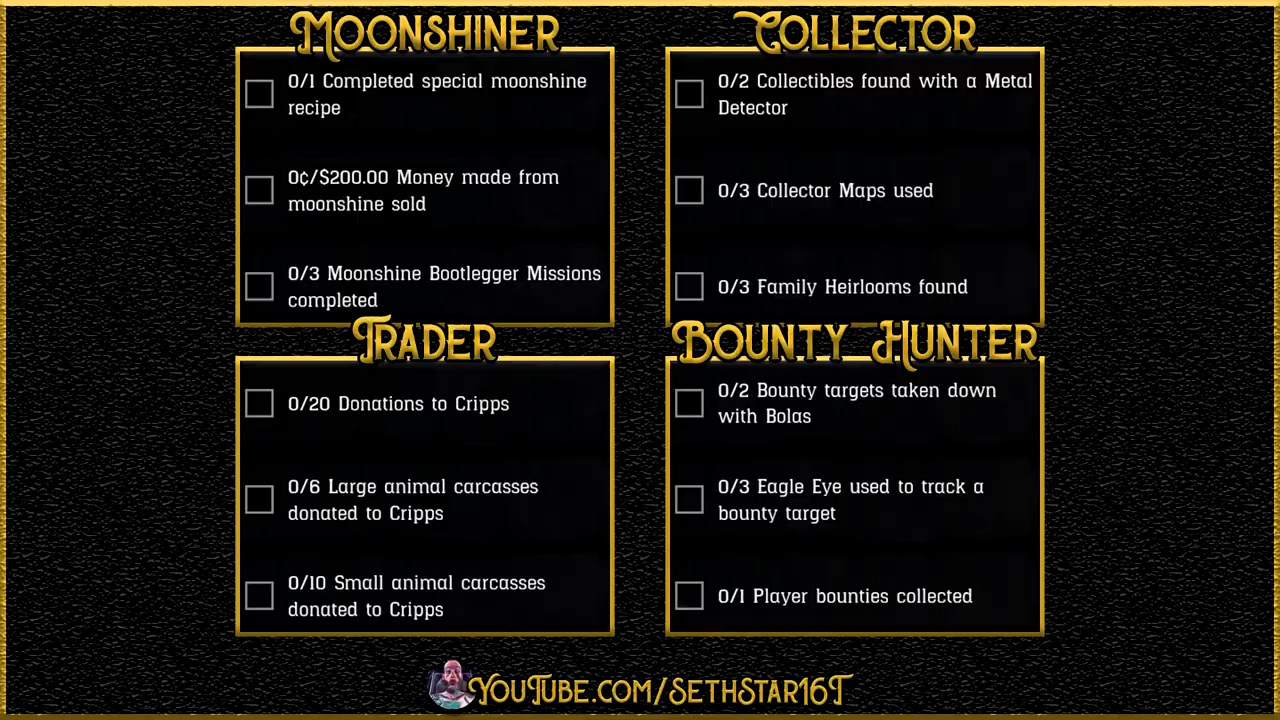 Moonshiner
0/1 Completed special moonshine
recipe
0¢/$200.00 Money made from
moonshine sold
0/3 Moonshine Bootlegger Missions
completed
Collector
0/2 Collectibles found with a Metal
Detector
0/3 Collector Maps used
0/3 Family Heirlooms found
Trader
0/20 Donations to Cripps
0/6 Large animal carcasses
donated to Cripps
0/10 Small animal carcasses
donated to Cripps
Bounty Hunter
0/2 Bounty targets taken down
with Bolas
0/3 Eagle Eye used to track a
bounty target
0/1 Player bounties collected
YouTube.com/SethStar16T